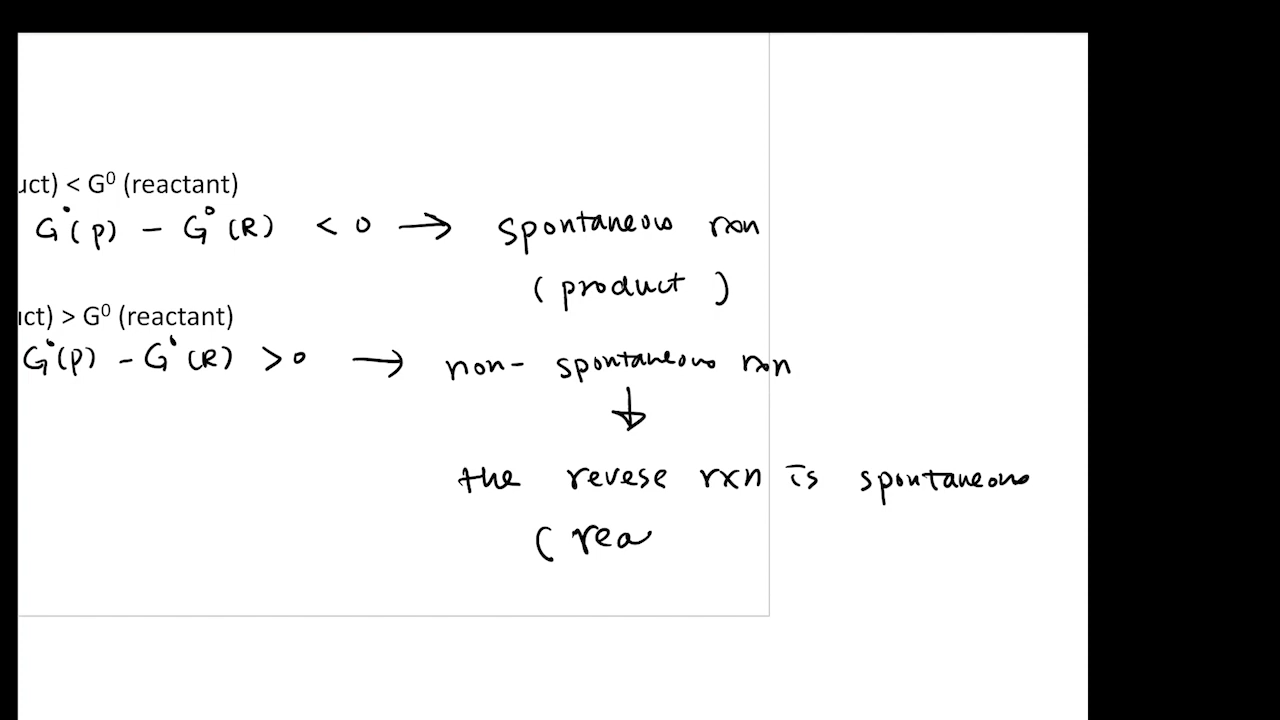 uct) < G⁰ (reactant)
G°(P) - G°(R) < 0 → spontaneous rxn
(product)
uct) > G⁰ (reactant)
G°(P) - G°(R) > 0 → non-spontaneous rxn
↓
the revese rxn is spontaneous
(rea